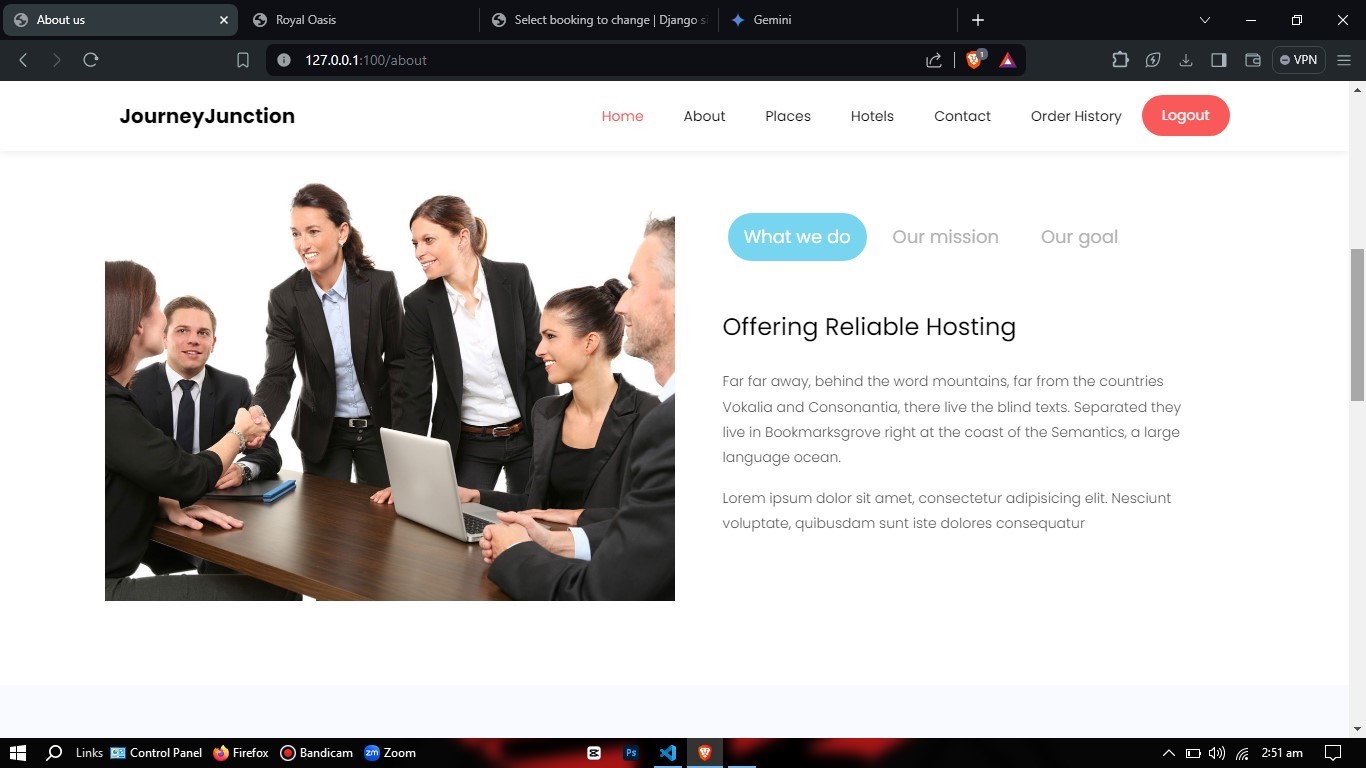 About us
Royal Oasis
Select booking to change | Django si
Gemini
127.0.0.1:100/about
1
VPN
JourneyJunction
Home
About
Places
Hotels
Contact
Order History
Logout
What we do
Our mission
Our goal
Offering Reliable Hosting
Far far away, behind the word mountains, far from the countries
Vokalia and Consonantia, there live the blind texts. Separated they
live in Bookmarksgrove right at the coast of the Semantics, a large
language ocean.
Lorem ipsum dolor sit amet, consectetur adipisicing elit. Nesciunt
voluptate, quibusdam sunt iste dolores consequatur
Links
Control Panel
Firefox
Bandicam
zm
Zoom
Ps
2:51 am